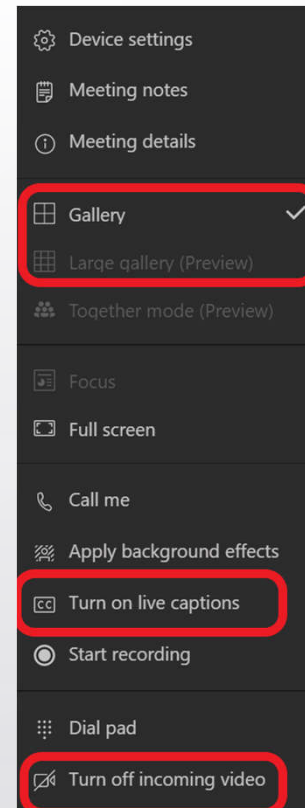 Device settings
Meeting notes
Meeting details
Gallery
Large gallery (Preview)
Together mode (Preview)
Focus
Full screen
Call me
Apply background effects
CC Turn on live captions
Start recording
Dial pad
Turn off incoming video